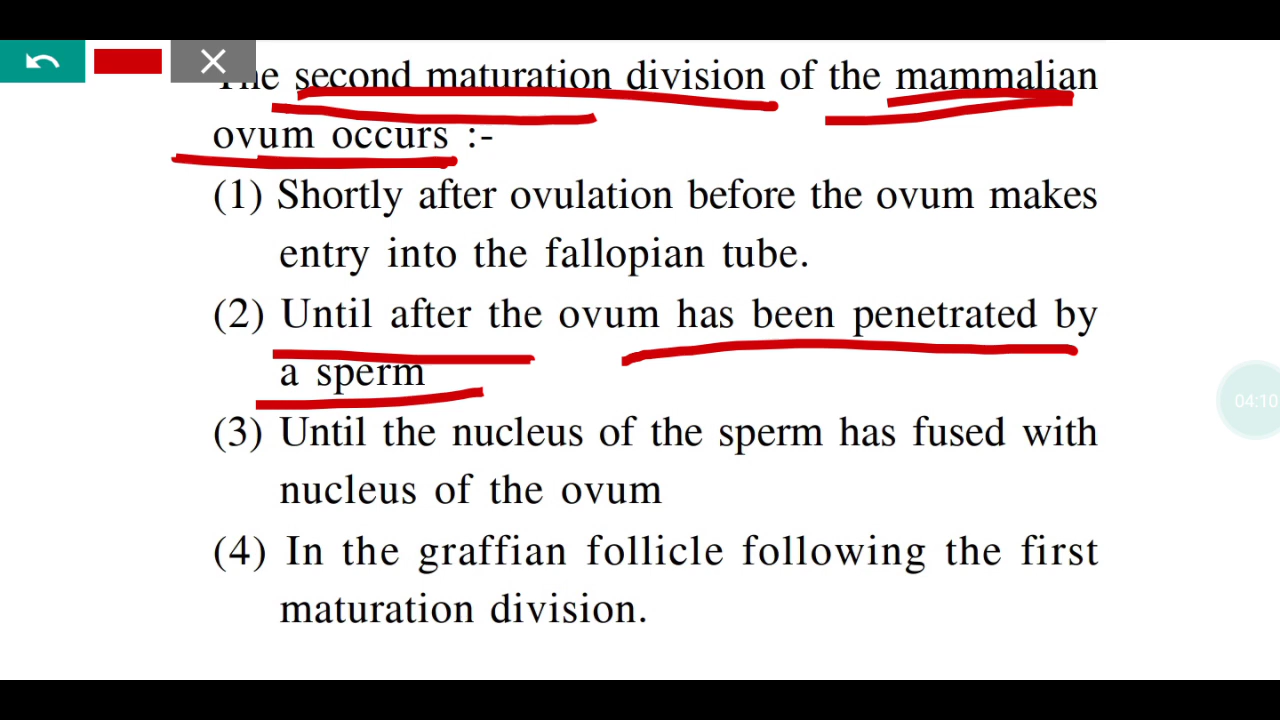 The second maturation division of the mammalian
ovum occurs :-
(1) Shortly after ovulation before the ovum makes
entry into the fallopian tube.
(2) Until after the ovum has been penetrated by
a sperm
04:10
(3) Until the nucleus of the sperm has fused with
nucleus of the ovum
(4) In the graffian follicle following the first
maturation division.